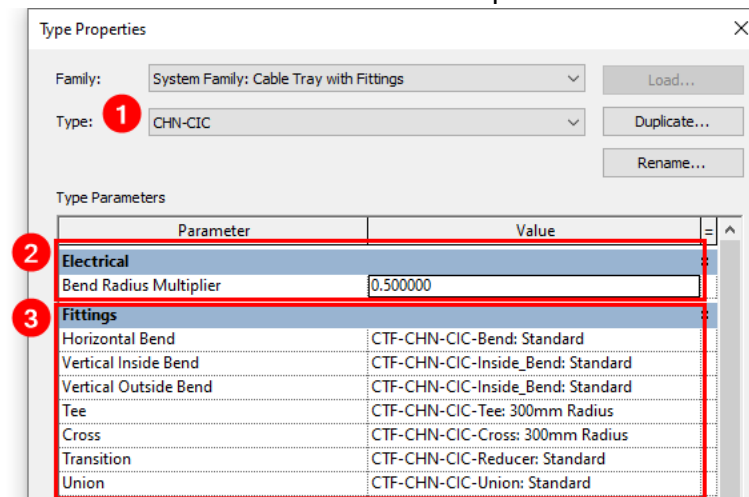 Type Properties
Family: System Family: Cable Tray with Fittings Load...
1
Type: CHN-CIC Duplicate...
Rename...
Type Parameters
Parameter Value =
2
Electrical
Bend Radius Multiplier 0.500000
3
Fittings
Horizontal Bend CTF-CHN-CIC-Bend: Standard
Vertical Inside Bend CTF-CHN-CIC-Inside_Bend: Standard
Vertical Outside Bend CTF-CHN-CIC-Inside_Bend: Standard
Tee CTF-CHN-CIC-Tee: 300mm Radius
Cross CTF-CHN-CIC-Cross: 300mm Radius
Transition CTF-CHN-CIC-Reducer: Standard
Union CTF-CHN-CIC-Union: Standard